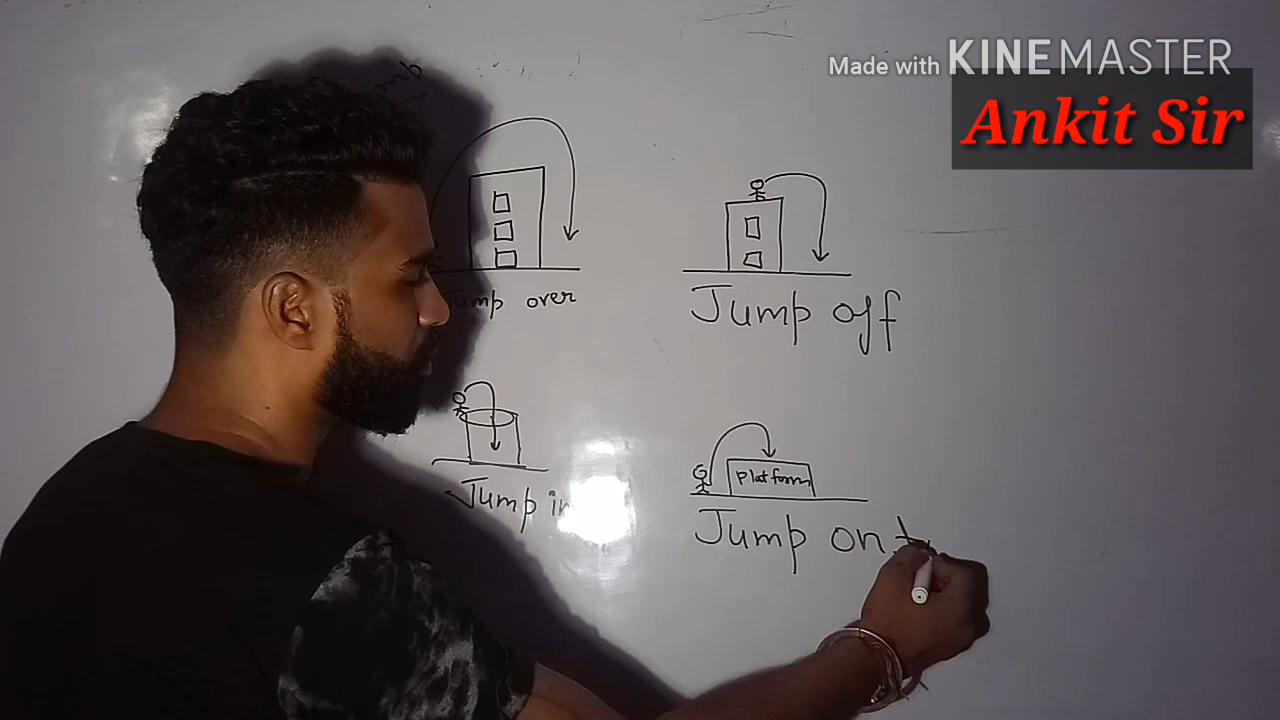 Made with KINEMASTER
Ankit Sir
Jump over
Jump off
Jump in
Platform
Jump on